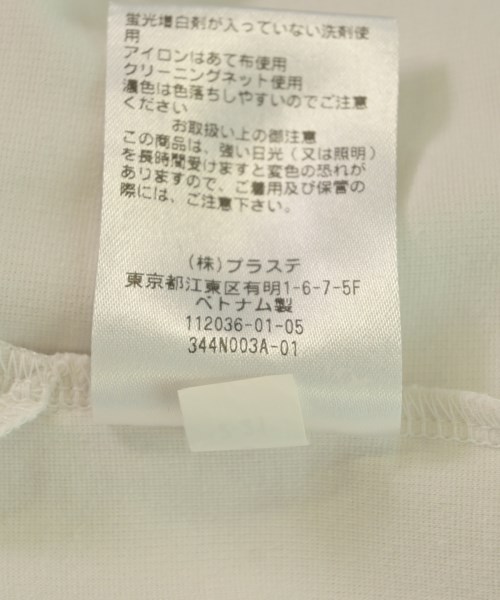 蛍光増白剤が入っていない洗剤使
用
アイロンはあて布使用
クリーニングネット使用
濃色は色落ちしやすいのでご注意
ください
お取扱い上の御注意
この商品は、強い日光（又は照明）
を長時間受けますと変色の恐れが
ありますので、ご着用及び保管の
際には、ご注意下さい。
(株)プラステ
東京都江東区有明1-6-7-5F
ベトナム製
112036-01-05
344N003A-01